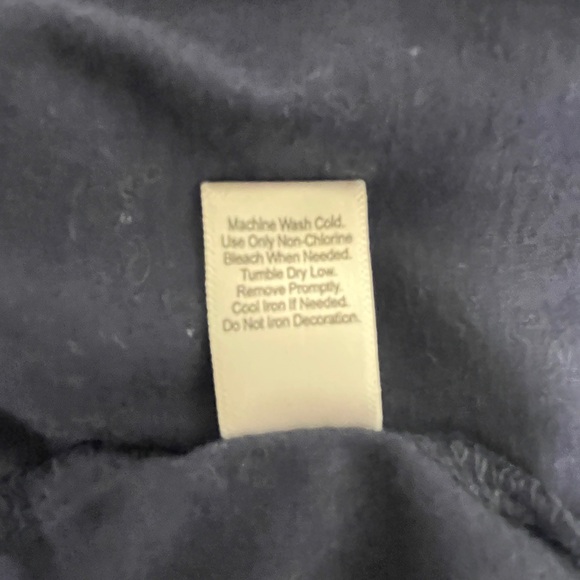 Machine Wash Cold.
Use Only Non-Chlorine
Bleach When Needed.
Tumble Dry Low.
Remove Promptly.
Cool Iron If Needed.
Do Not Iron Decoration.